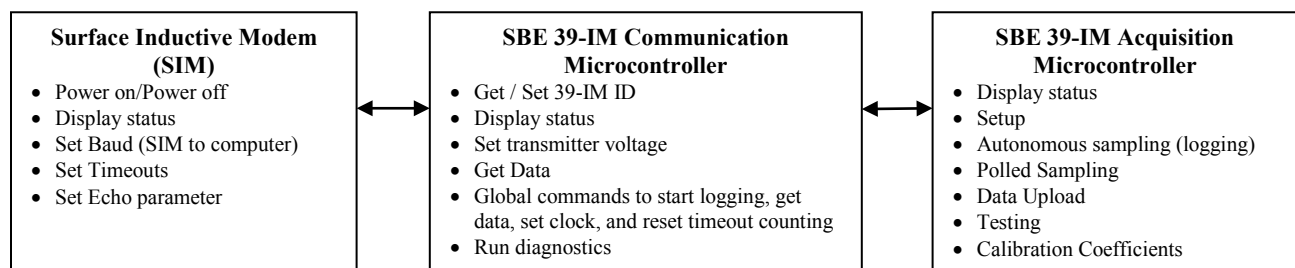 Surface Inductive Modem
(SIM)
• Power on/Power off
• Display status
• Set Baud (SIM to computer)
• Set Timeouts
• Set Echo parameter
SBE 39-IM Communication
Microcontroller
• Get / Set 39-IM ID
• Display status
• Set transmitter voltage
• Get Data
• Global commands to start logging, get
data, set clock, and reset timeout counting
• Run diagnostics
SBE 39-IM Acquisition
Microcontroller
• Display status
• Setup
• Autonomous sampling (logging)
• Polled Sampling
• Data Upload
• Testing
• Calibration Coefficients